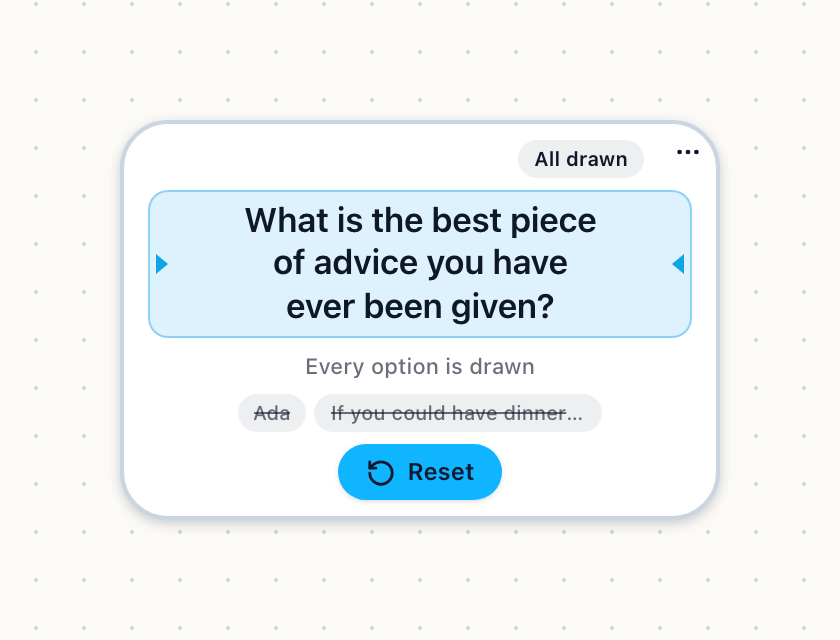 All drawn
What is the best piece
of advice you have
ever been given?
Every option is drawn
Ada
If you could have dinner...
Reset